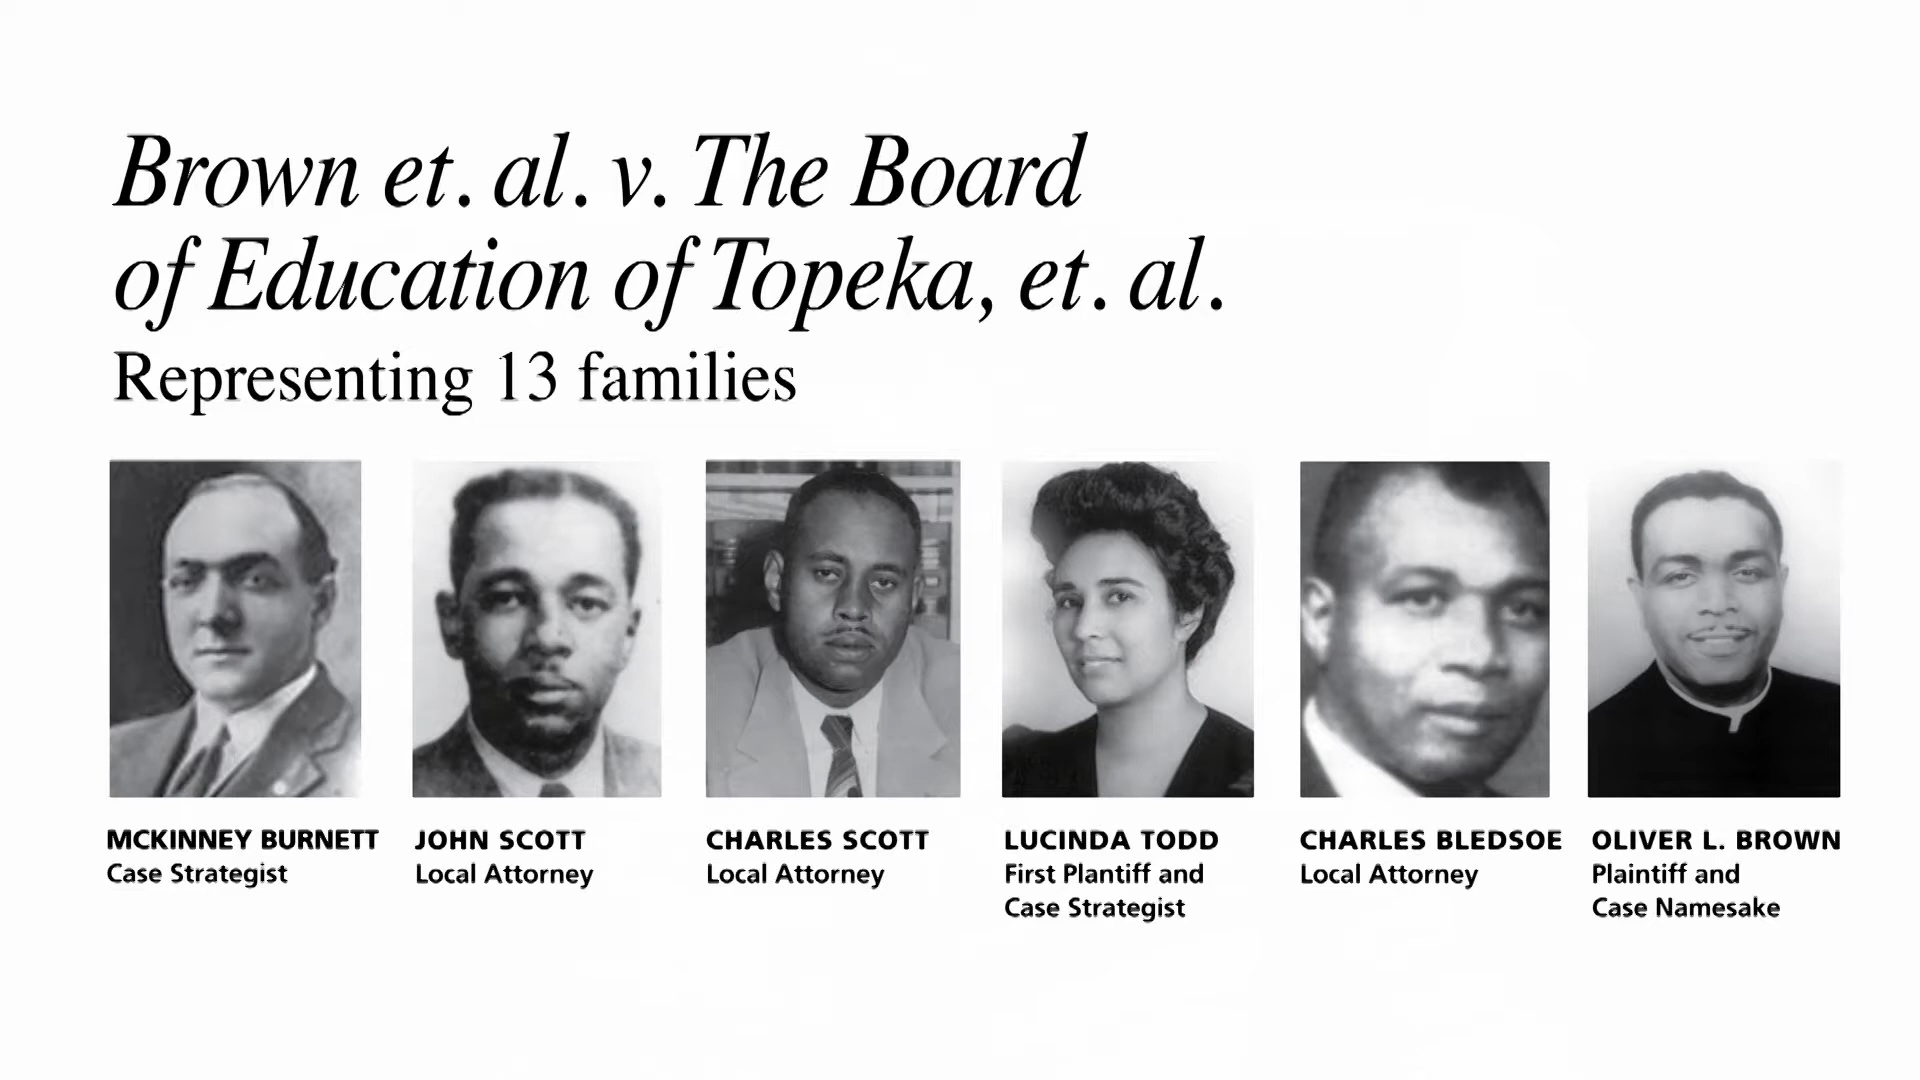 Brown et. al. v. The Board
of Education of Topeka, et. al.
Representing 13 families
MCKINNEY BURNETT
Case Strategist
JOHN SCOTT
Local Attorney
CHARLES SCOTT
Local Attorney
LUCINDA TODD
First Plantiff and
Case Strategist
CHARLES BLEDSOE
Local Attorney
OLIVER L. BROWN
Plaintiff and
Case Namesake